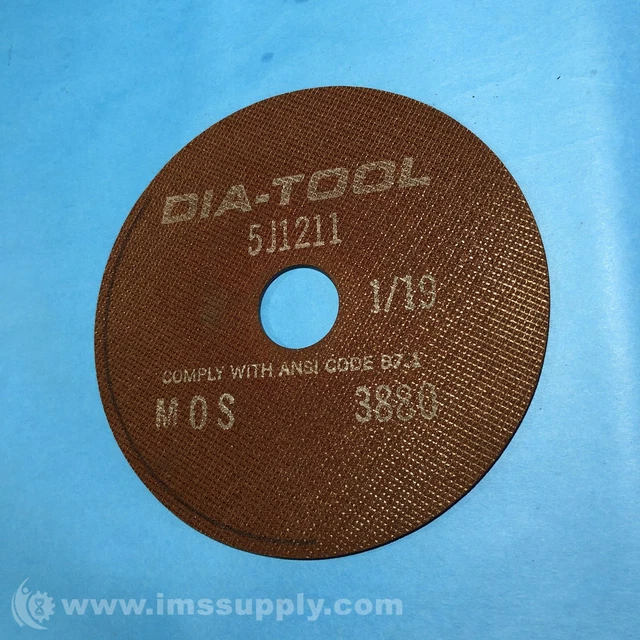 DIA-TOOL
5J1211
1/19
COMPLY WITH ANSI CODE B7.1
MOS 3880
www.imssupply.com